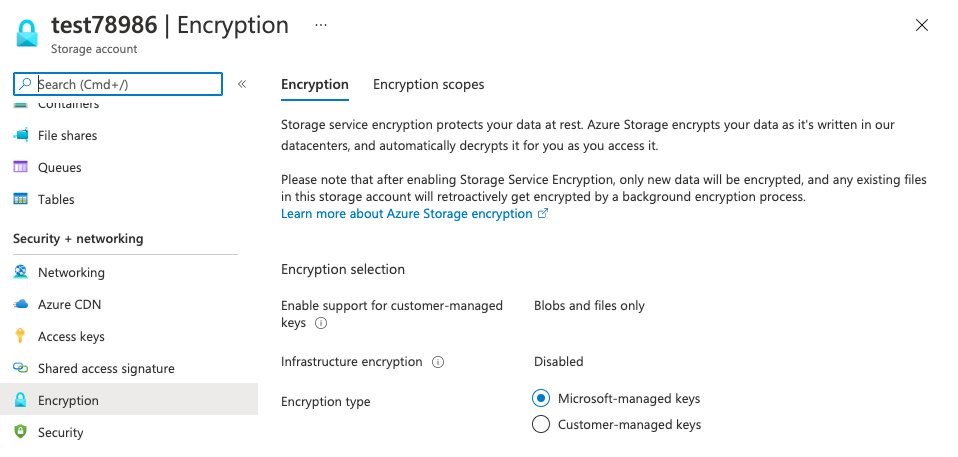 test78986 | Encryption ...
Storage account
Search (Cmd+/)
«
Containers
File shares
Queues
Tables
Security + networking
Networking
Azure CDN
Access keys
Shared access signature
Encryption
Security
Encryption Encryption scopes
Storage service encryption protects your data at rest. Azure Storage encrypts your data as it's written in our
datacenters, and automatically decrypts it for you as you access it.
Please note that after enabling Storage Service Encryption, only new data will be encrypted, and any existing files
in this storage account will retroactively get encrypted by a background encryption process.
Learn more about Azure Storage encryption
Encryption selection
Enable support for customer-managed
keys
Blobs and files only
Infrastructure encryption Disabled
Encryption type
Microsoft-managed keys
Customer-managed keys